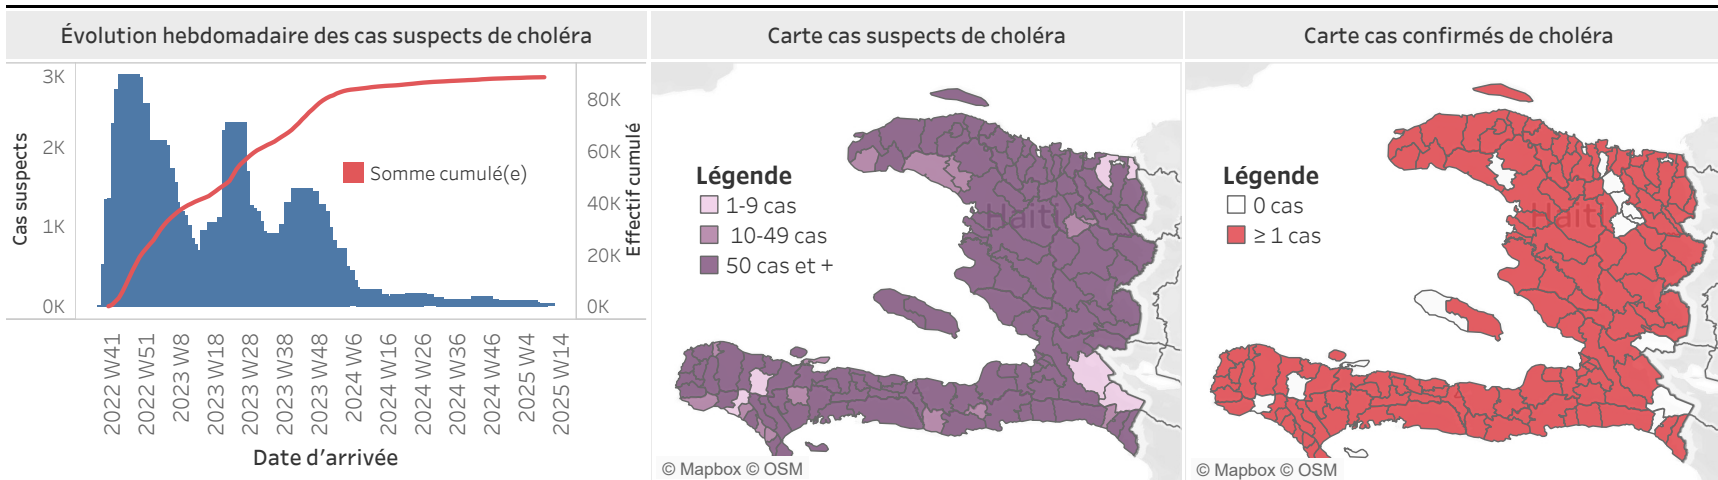 Évolution hebdomadaire des cas suspects de choléra
3K
2K
1K
0K
Cas suspects
Somme cumulé(e)
80K
60K
40K
20K
0K
Effectif cumulé
2022 W41
2022 W51
2023 W8
2023 W18
2023 W28
2023 W38
2023 W48
2024 W6
2024 W16
2024 W26
2024 W36
2024 W46
2025 W4
2025 W14
Date d'arrivée
Carte cas suspects de choléra
Légende
1-9 cas
10-49 cas
50 cas et +
Haiti
© Mapbox © OSM
Carte cas confirmés de choléra
Légende
0 cas
≥ 1 cas
Haiti
© Mapbox © OSM